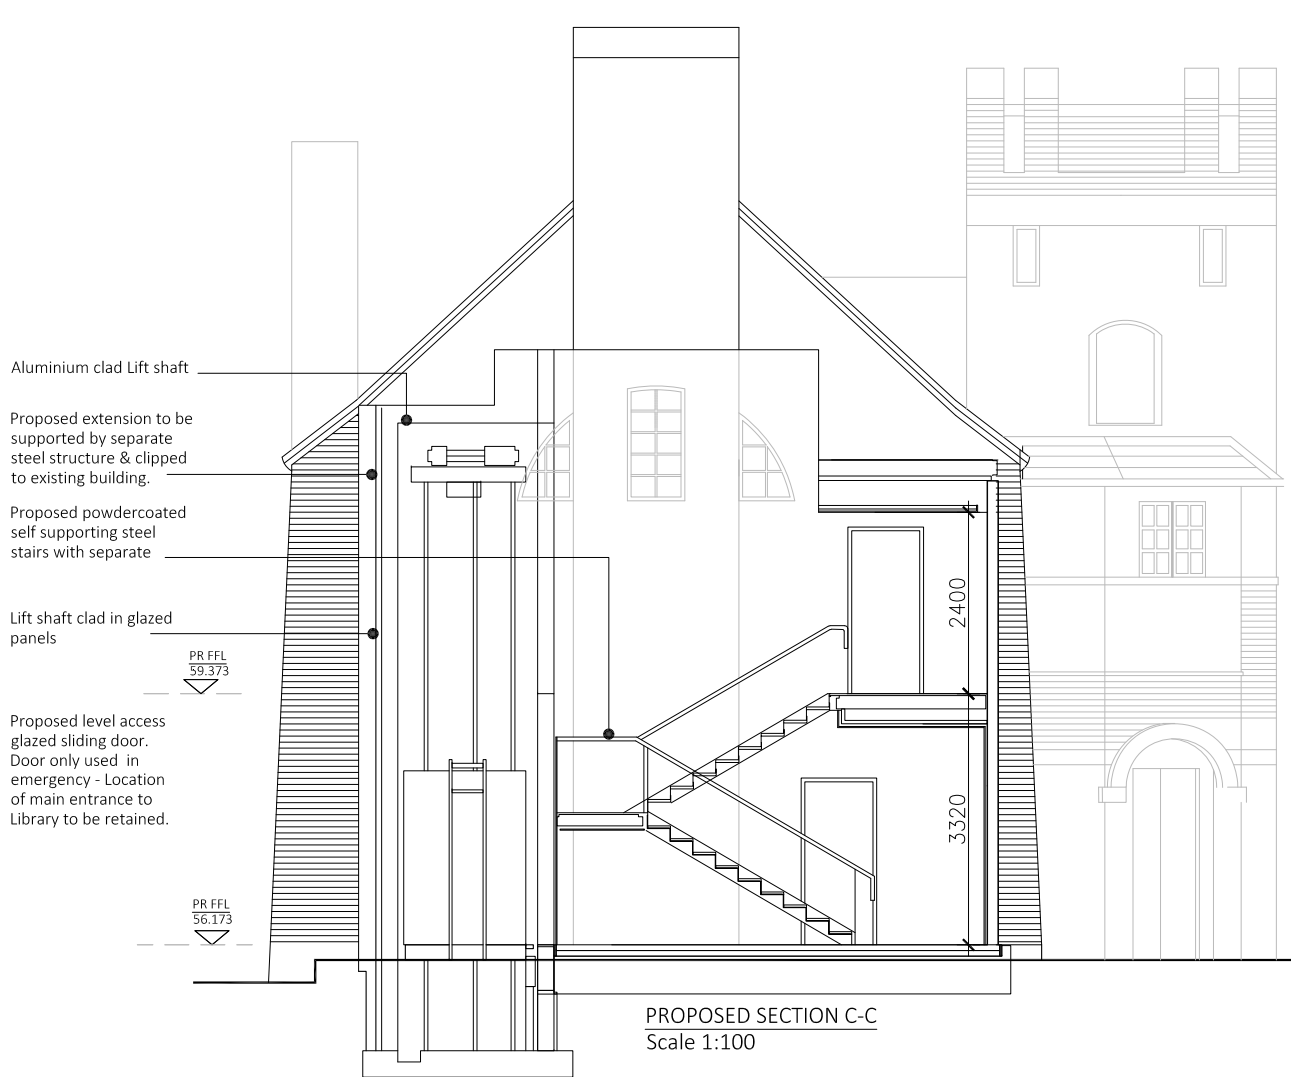 Aluminium clad Lift shaft
Proposed extension to be
supported by separate
steel structure & clipped
to existing building.
Proposed powdercoated
self supporting steel
stairs with separate
Lift shaft clad in glazed
panels
PR FFL
59.373
Proposed level access
glazed sliding door.
Door only used in
emergency - Location
of main entrance to
Library to be retained.
PR FFL
56.173
2400
3320
PROPOSED SECTION C-C
Scale 1:100